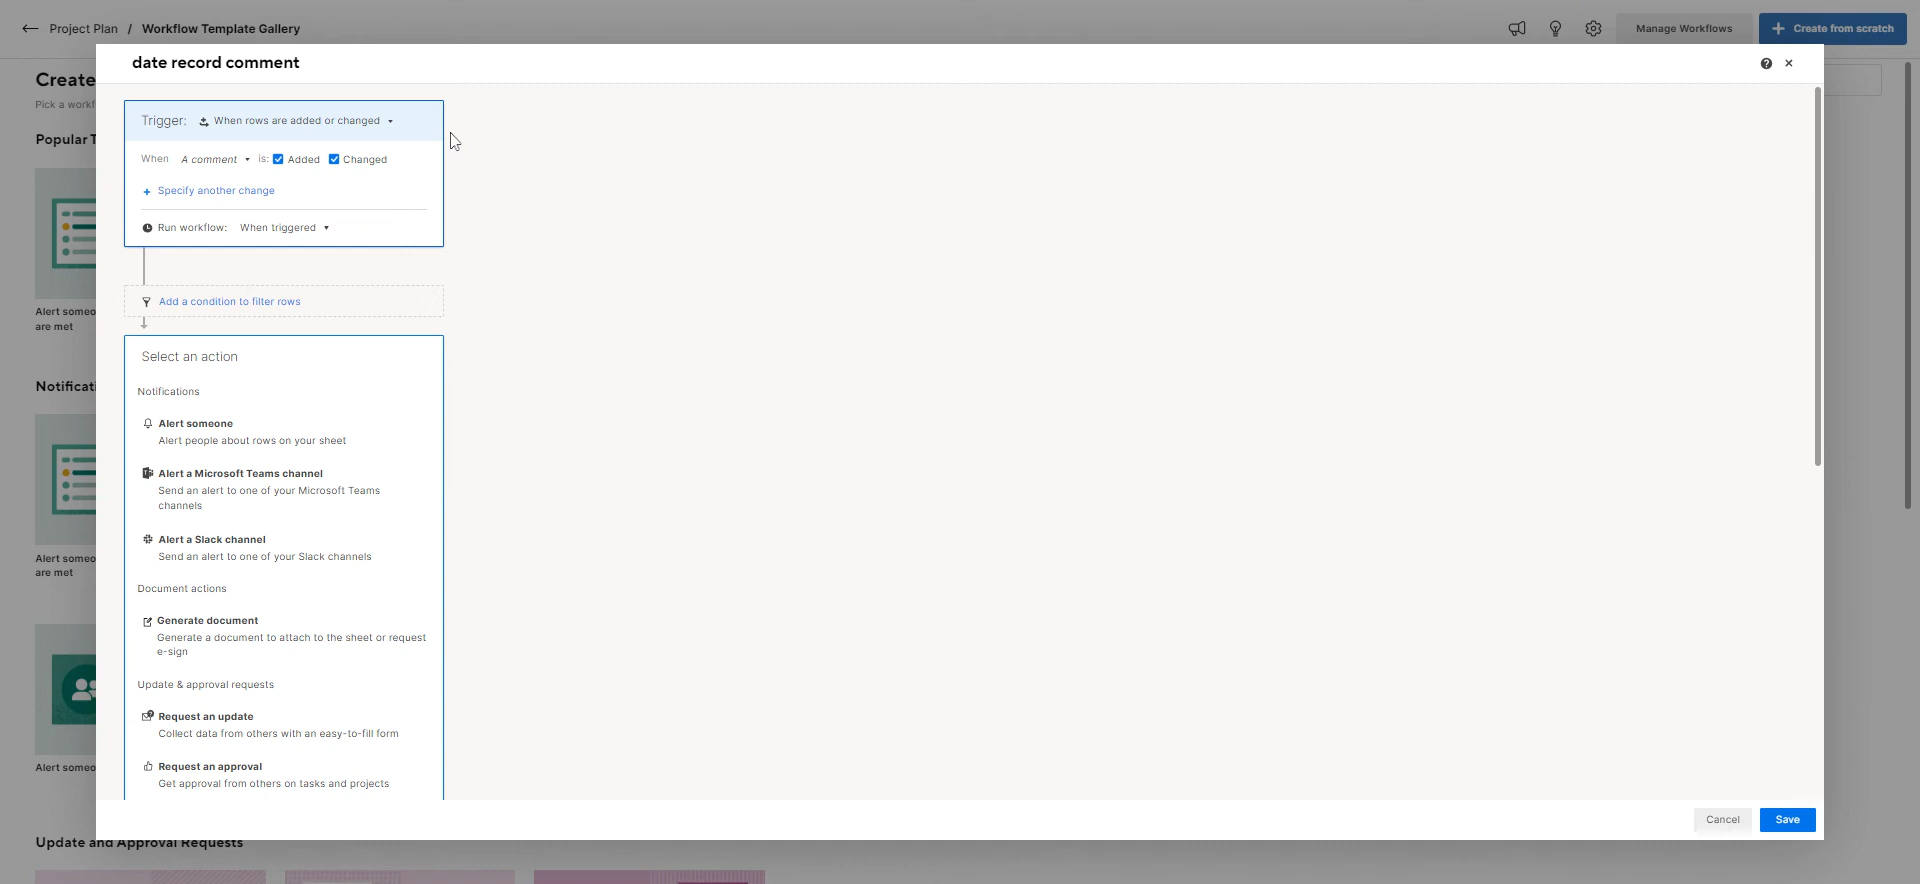 Project Plan / Workflow Template Gallery
Manage Workflows
Create from scratch
date record comment
Create
Pick a workf
Popular T
Alert someo
are met
Notificati
Alert someo
are met
Alert someo
Update and Approval Requests
Trigger: When rows are added or changed
When A comment is: Added Changed
+ Specify another change
Run workflow: When triggered
Add a condition to filter rows
Select an action
Notifications
Alert someone
Alert people about rows on your sheet
Alert a Microsoft Teams channel
Send an alert to one of your Microsoft Teams
channels
Alert a Slack channel
Send an alert to one of your Slack channels
Document actions
Generate document
Generate a document to attach to the sheet or request
e-sign
Update & approval requests
Request an update
Collect data from others with an easy-to-fill form
Request an approval
Get approval from others on tasks and projects
Cancel
Save